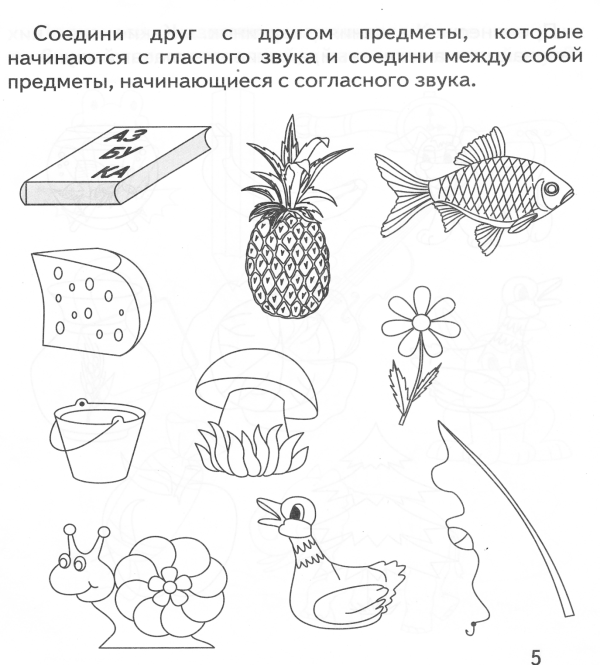 Соедини друг с другом предметы, которые
начинаются с гласного звука и соедини между собой
предметы, начинающиеся с согласного звука.
АЗ
БУ
КА
5